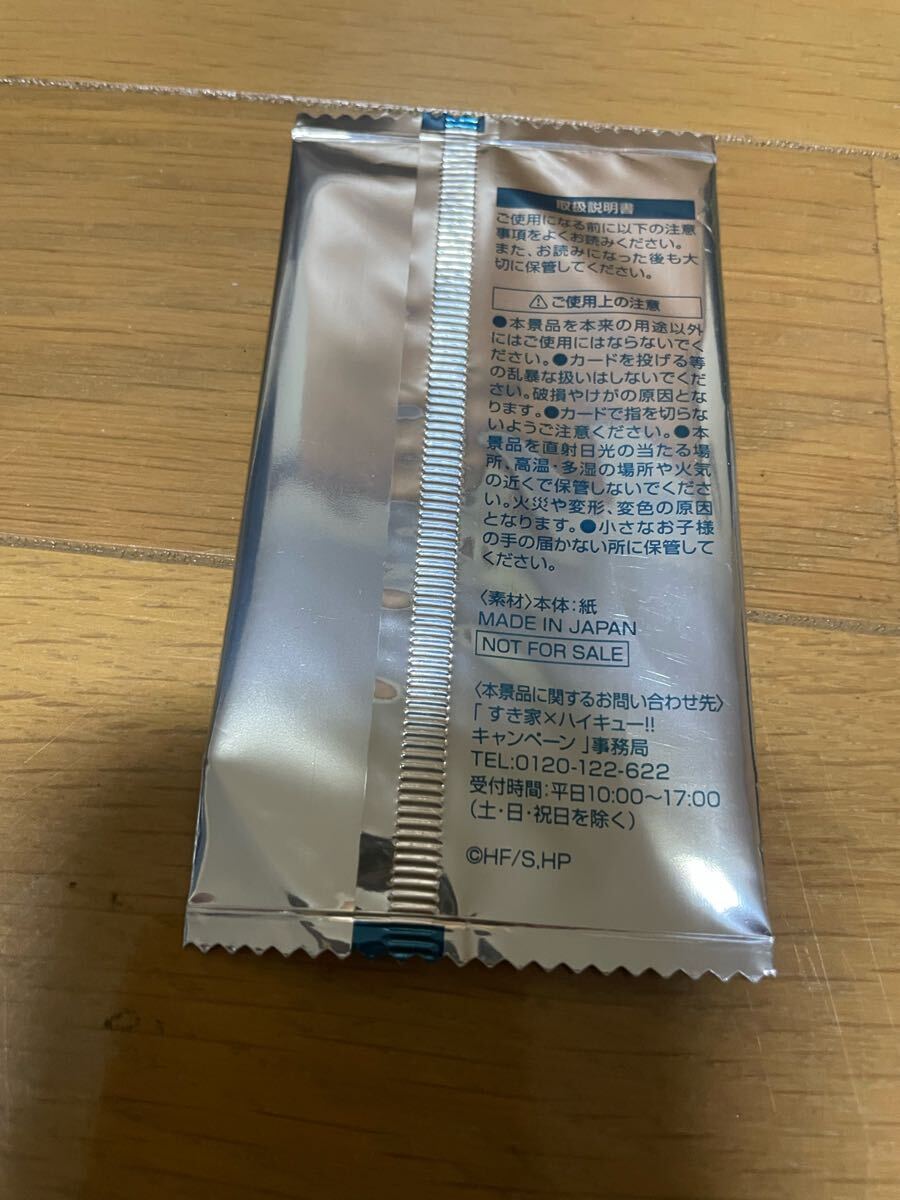 取扱説明書
ご使用になる前に以下の注意
事項をよくお読みください。
また、お読みになった後も大
切に保管してください。
⚠ご使用上の注意
●本景品を本来の用途以外
にはご使用にはならないでく
ださい。●カードを投げる等
の乱暴な扱いはしないでくだ
さい。破損やけがの原因とな
ります。●カードで指を切らな
いようご注意ください。●本
景品を直射日光の当たる場
所、高温・多湿の場所や火気
の近くで保管しないでくださ
い。火災や変形、変色の原因
となります。●小さなお子様
の手の届かない所に保管して
ください。
〈素材〉本体：紙
MADE IN JAPAN
NOT FOR SALE
〈本景品に関するお問い合わせ先〉
「すき家×ハイキュー!!
キャンペーン」事務局
TEL:0120-122-622
受付時間：平日10:00〜17:00
（土・日・祝日を除く）
©HF/S,HP